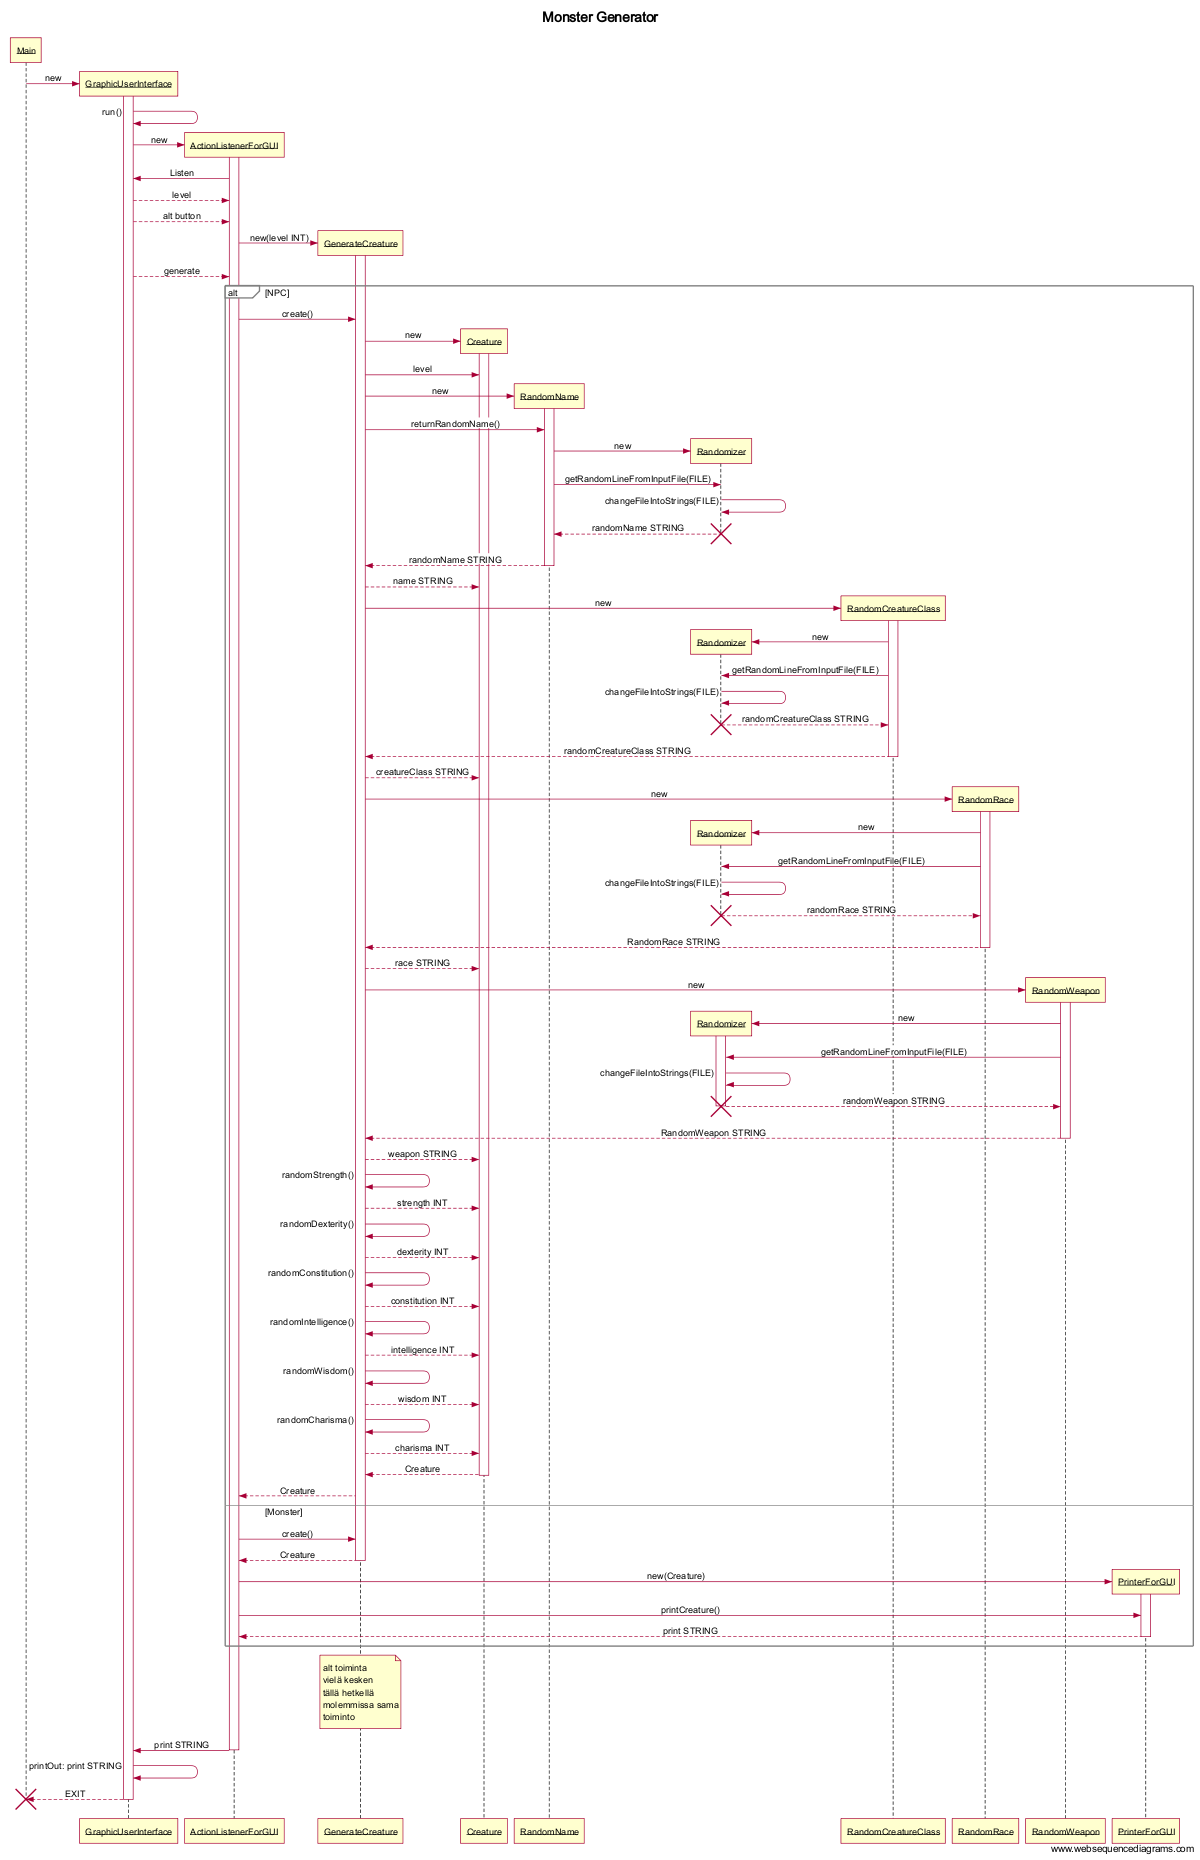 Monster Generator
Main
new
GraphicUserInterface
run()
new
ActionListenerForGUI
Listen
level
alt button
new(level INT)
GenerateCreature
generate
alt
[NPC]
create()
new
Creature
level
new
RandomName
returnRandomName()
new
Randomizer
getRandomLineFromInputFile(FILE)
changeFileIntoStrings(FILE)
randomName STRING
randomName STRING
name STRING
new
RandomCreatureClass
new
Randomizer
getRandomLineFromInputFile(FILE)
changeFileIntoStrings(FILE)
randomCreatureClass STRING
randomCreatureClass STRING
creatureClass STRING
new
RandomRace
new
Randomizer
getRandomLineFromInputFile(FILE)
changeFileIntoStrings(FILE)
randomRace STRING
RandomRace STRING
race STRING
new
RandomWeapon
new
Randomizer
getRandomLineFromInputFile(FILE)
changeFileIntoStrings(FILE)
randomWeapon STRING
RandomWeapon STRING
weapon STRING
randomStrength()
strength INT
randomDexterity()
dexterity INT
randomConstitution()
constitution INT
randomIntelligence()
intelligence INT
randomWisdom()
wisdom INT
randomCharisma()
charisma INT
Creature
Creature
[Monster]
create()
Creature
new(Creature)
PrinterForGUI
printCreature()
print STRING
alt toiminta
vielä kesken
tällä hetkellä
molemmissa sama
toiminto
print STRING
printOut: print STRING
EXIT
GraphicUserInterface
ActionListenerForGUI
GenerateCreature
Creature
RandomName
RandomCreatureClass
RandomRace
RandomWeapon
PrinterForGUI
www.websequencediagrams.com